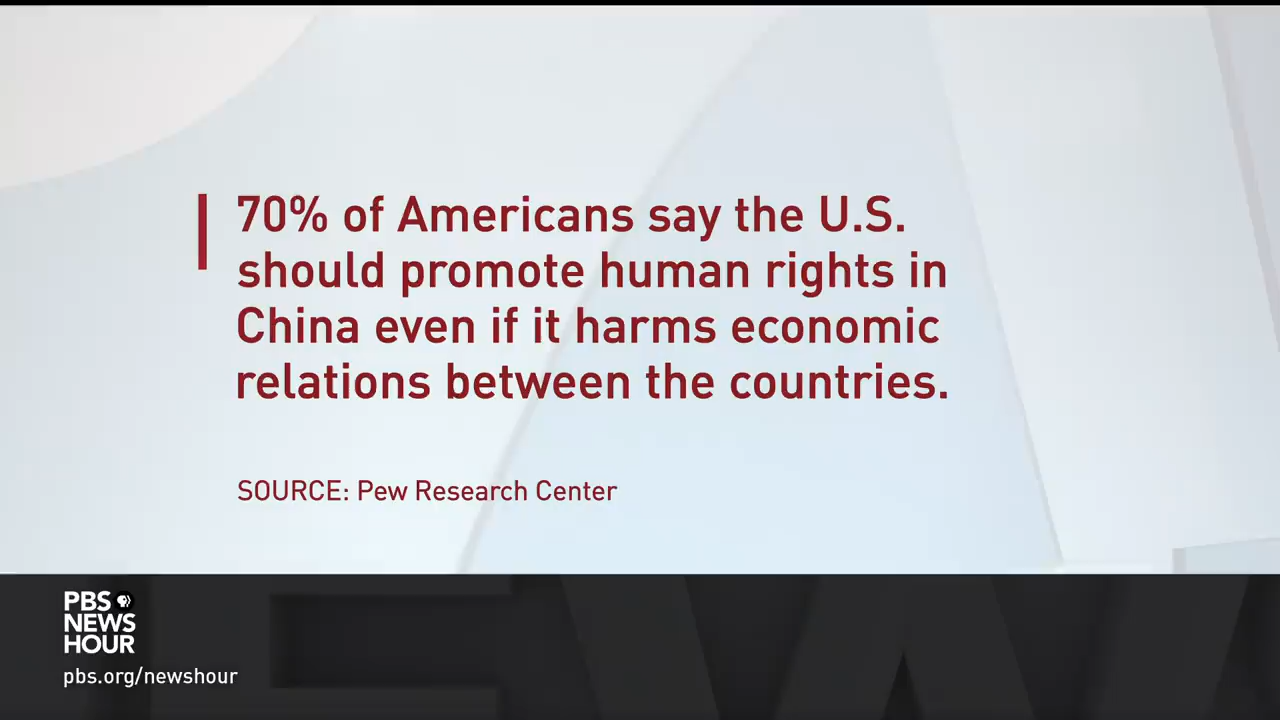 70% of Americans say the U.S.
should promote human rights in
China even if it harms economic
relations between the countries.
SOURCE: Pew Research Center
PBS
NEWS
HOUR
pbs.org/newshour